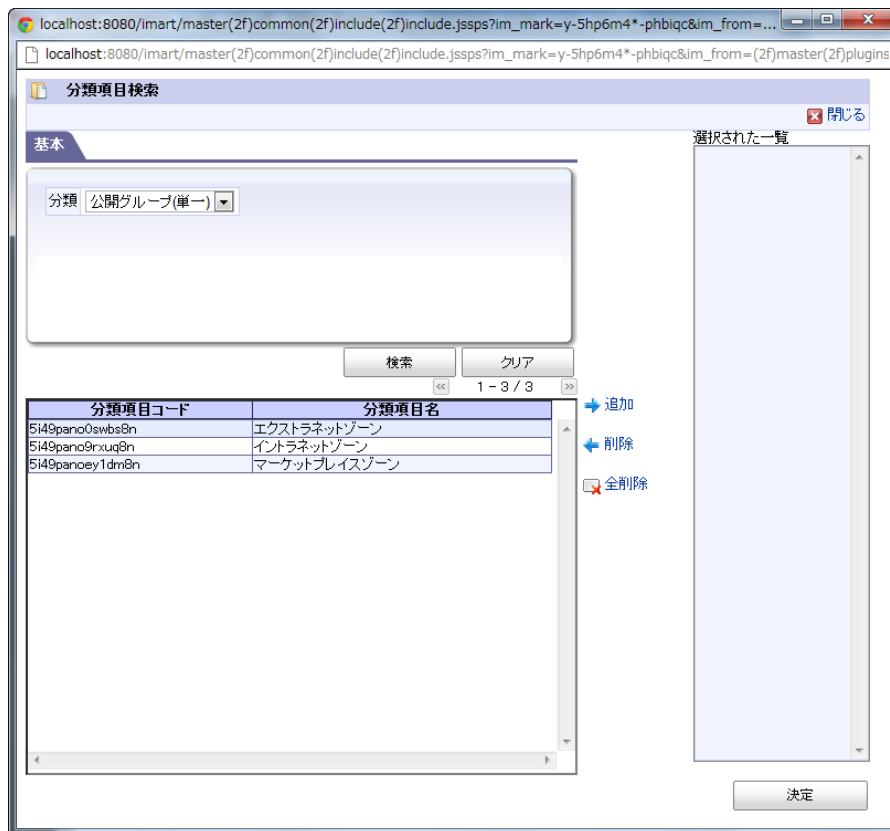 localhost:8080/imart/master(2f)common(2f)include(2f)include.jssps?im_mark=y-5hp6m4*-phbiqc&im_from=...
localhost:8080/imart/master(2f)common(2f)include(2f)include.jssps?im_mark=y-5hp6m4*-phbiqc&im_from=(2f)master(2f)plugins
分類項目検索
閉じる
基本
選択された一覧
分類 公開グループ(単一)
検索 クリア
<< 1 - 3 / 3 >>
分類項目コード 分類項目名
5i49pano0swbs8n エクストラネットゾーン
5i49pano9rxuq8n イントラネットゾーン
5i49panoey1dm8n マーケットプレイスゾーン
追加
削除
全削除
決定